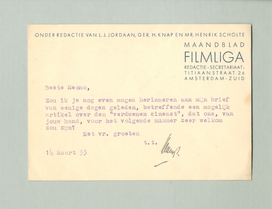 ONDER REDACTIE VAN L. J. JORDAAN, GER. H. KNAP EN MR. HENRIK SCHOLTE
MAANDBLAD
FILMLIGA
REDACTIE-SECRETARIAAT:
TITIAANSTRAAT 26
AMSTERDAM-ZUID
Beste Menno,
Zou ik je nog even mogen herinneren aan mijn brief
van eenige dagen geleden, betreffende een mogelijk
artikel over den "verdwenen dienst", dat ons, van
jouw hand, voor het volgende nummer zeer welkom
zou zijn?
Met vr. groeten
t.t.
14 Maart 33